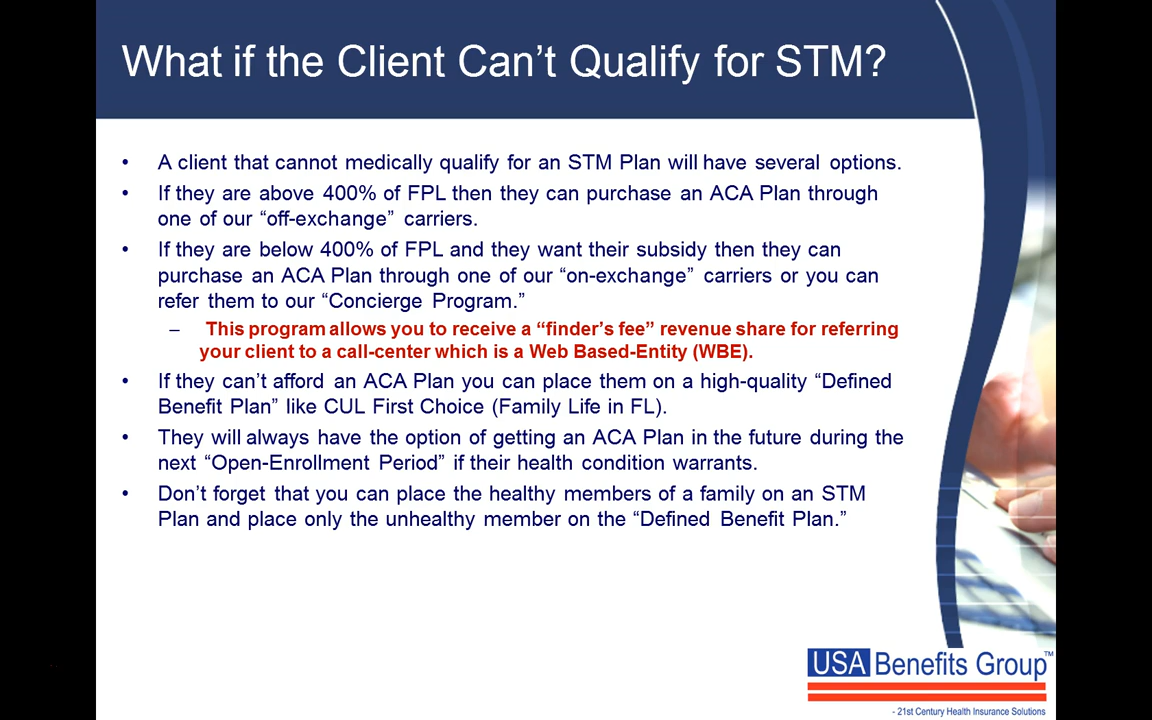 What if the Client Can’t Qualify for STM?
• A client that cannot medically qualify for an STM Plan will have several options.
• If they are above 400% of FPL then they can purchase an ACA Plan through
one of our “off-exchange” carriers.
• If they are below 400% of FPL and they want their subsidy then they can
purchase an ACA Plan through one of our “on-exchange” carriers or you can
refer them to our “Concierge Program.”
– This program allows you to receive a “finder’s fee” revenue share for referring
your client to a call-center which is a Web Based-Entity (WBE).
• If they can’t afford an ACA Plan you can place them on a high-quality “Defined
Benefit Plan” like CUL First Choice (Family Life in FL).
• They will always have the option of getting an ACA Plan in the future during the
next “Open-Enrollment Period” if their health condition warrants.
• Don’t forget that you can place the healthy members of a family on an STM
Plan and place only the unhealthy member on the “Defined Benefit Plan.”
USA Benefits Group™
- 21st Century Health Insurance Solutions